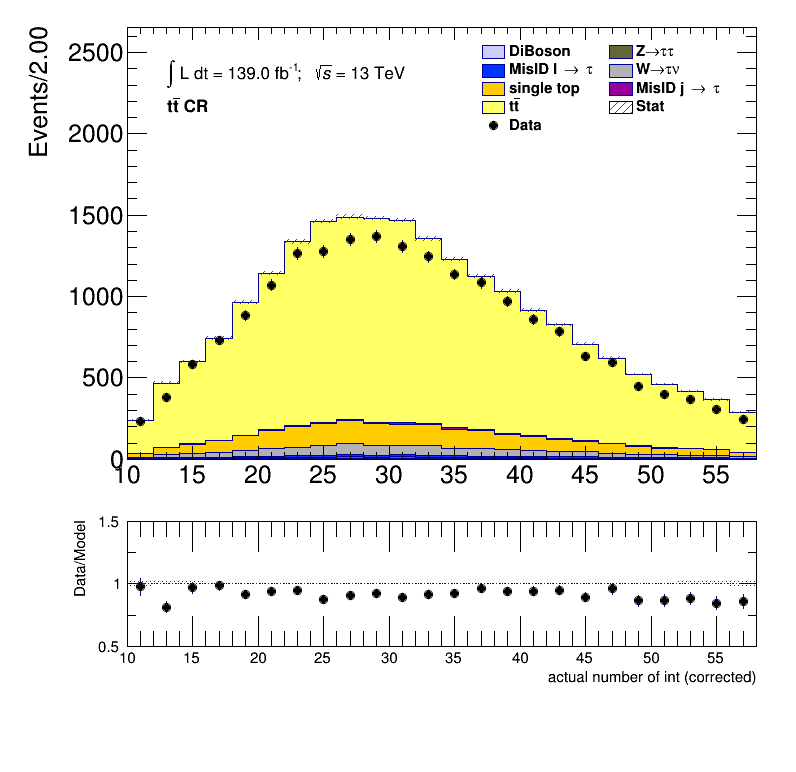 Events/2.00
2500
2000
1500
1000
500
0
∫ L dt = 139.0 fb⁻¹; √s = 13 TeV
tt̄ CR
DiBoson
Z→ττ
MisID l → τ
W→τν
single top
MisID j → τ
tt̄
Stat
Data
10 15 20 25 30 35 40 45 50 55
Data/Model
1.5
1
0.5
10 15 20 25 30 35 40 45 50 55
actual number of int (corrected)